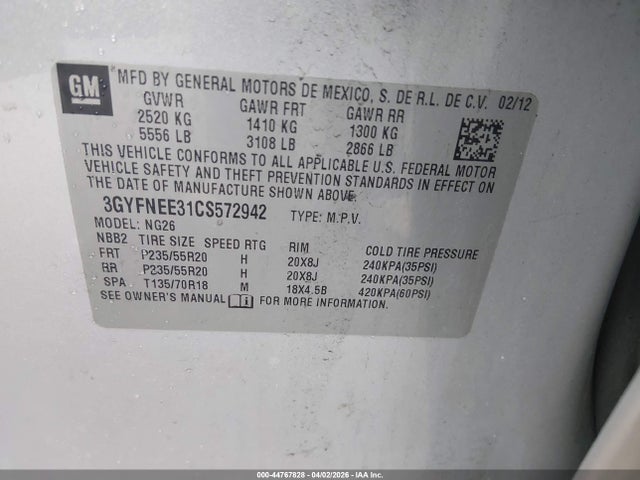 GM
MFD BY GENERAL MOTORS DE MEXICO, S. DE R.L. DE C.V. 02/12
GVWR GAWR FRT GAWR RR
2520 KG 1410 KG 1300 KG
5556 LB 3108 LB 2866 LB
THIS VEHICLE CONFORMS TO ALL APPLICABLE U.S. FEDERAL MOTOR
VEHICLE SAFETY AND THEFT PREVENTION STANDARDS IN EFFECT ON
THE DATE OF MANUFACTURE SHOWN ABOVE.
3GYFNEE31CS572942 TYPE: M.P.V.
MODEL: NG26
NBB2 TIRE SIZE SPEED RTG RIM COLD TIRE PRESSURE
FRT P235/55R20 H 20X8J 240KPA(35PSI)
RR P235/55R20 H 20X8J 240KPA(35PSI)
SPA T135/70R18 M 18X4.5B 420KPA(60PSI)
SEE OWNER'S MANUAL FOR MORE INFORMATION.
000-44767828 - 04/02/2026 - IAA Inc.